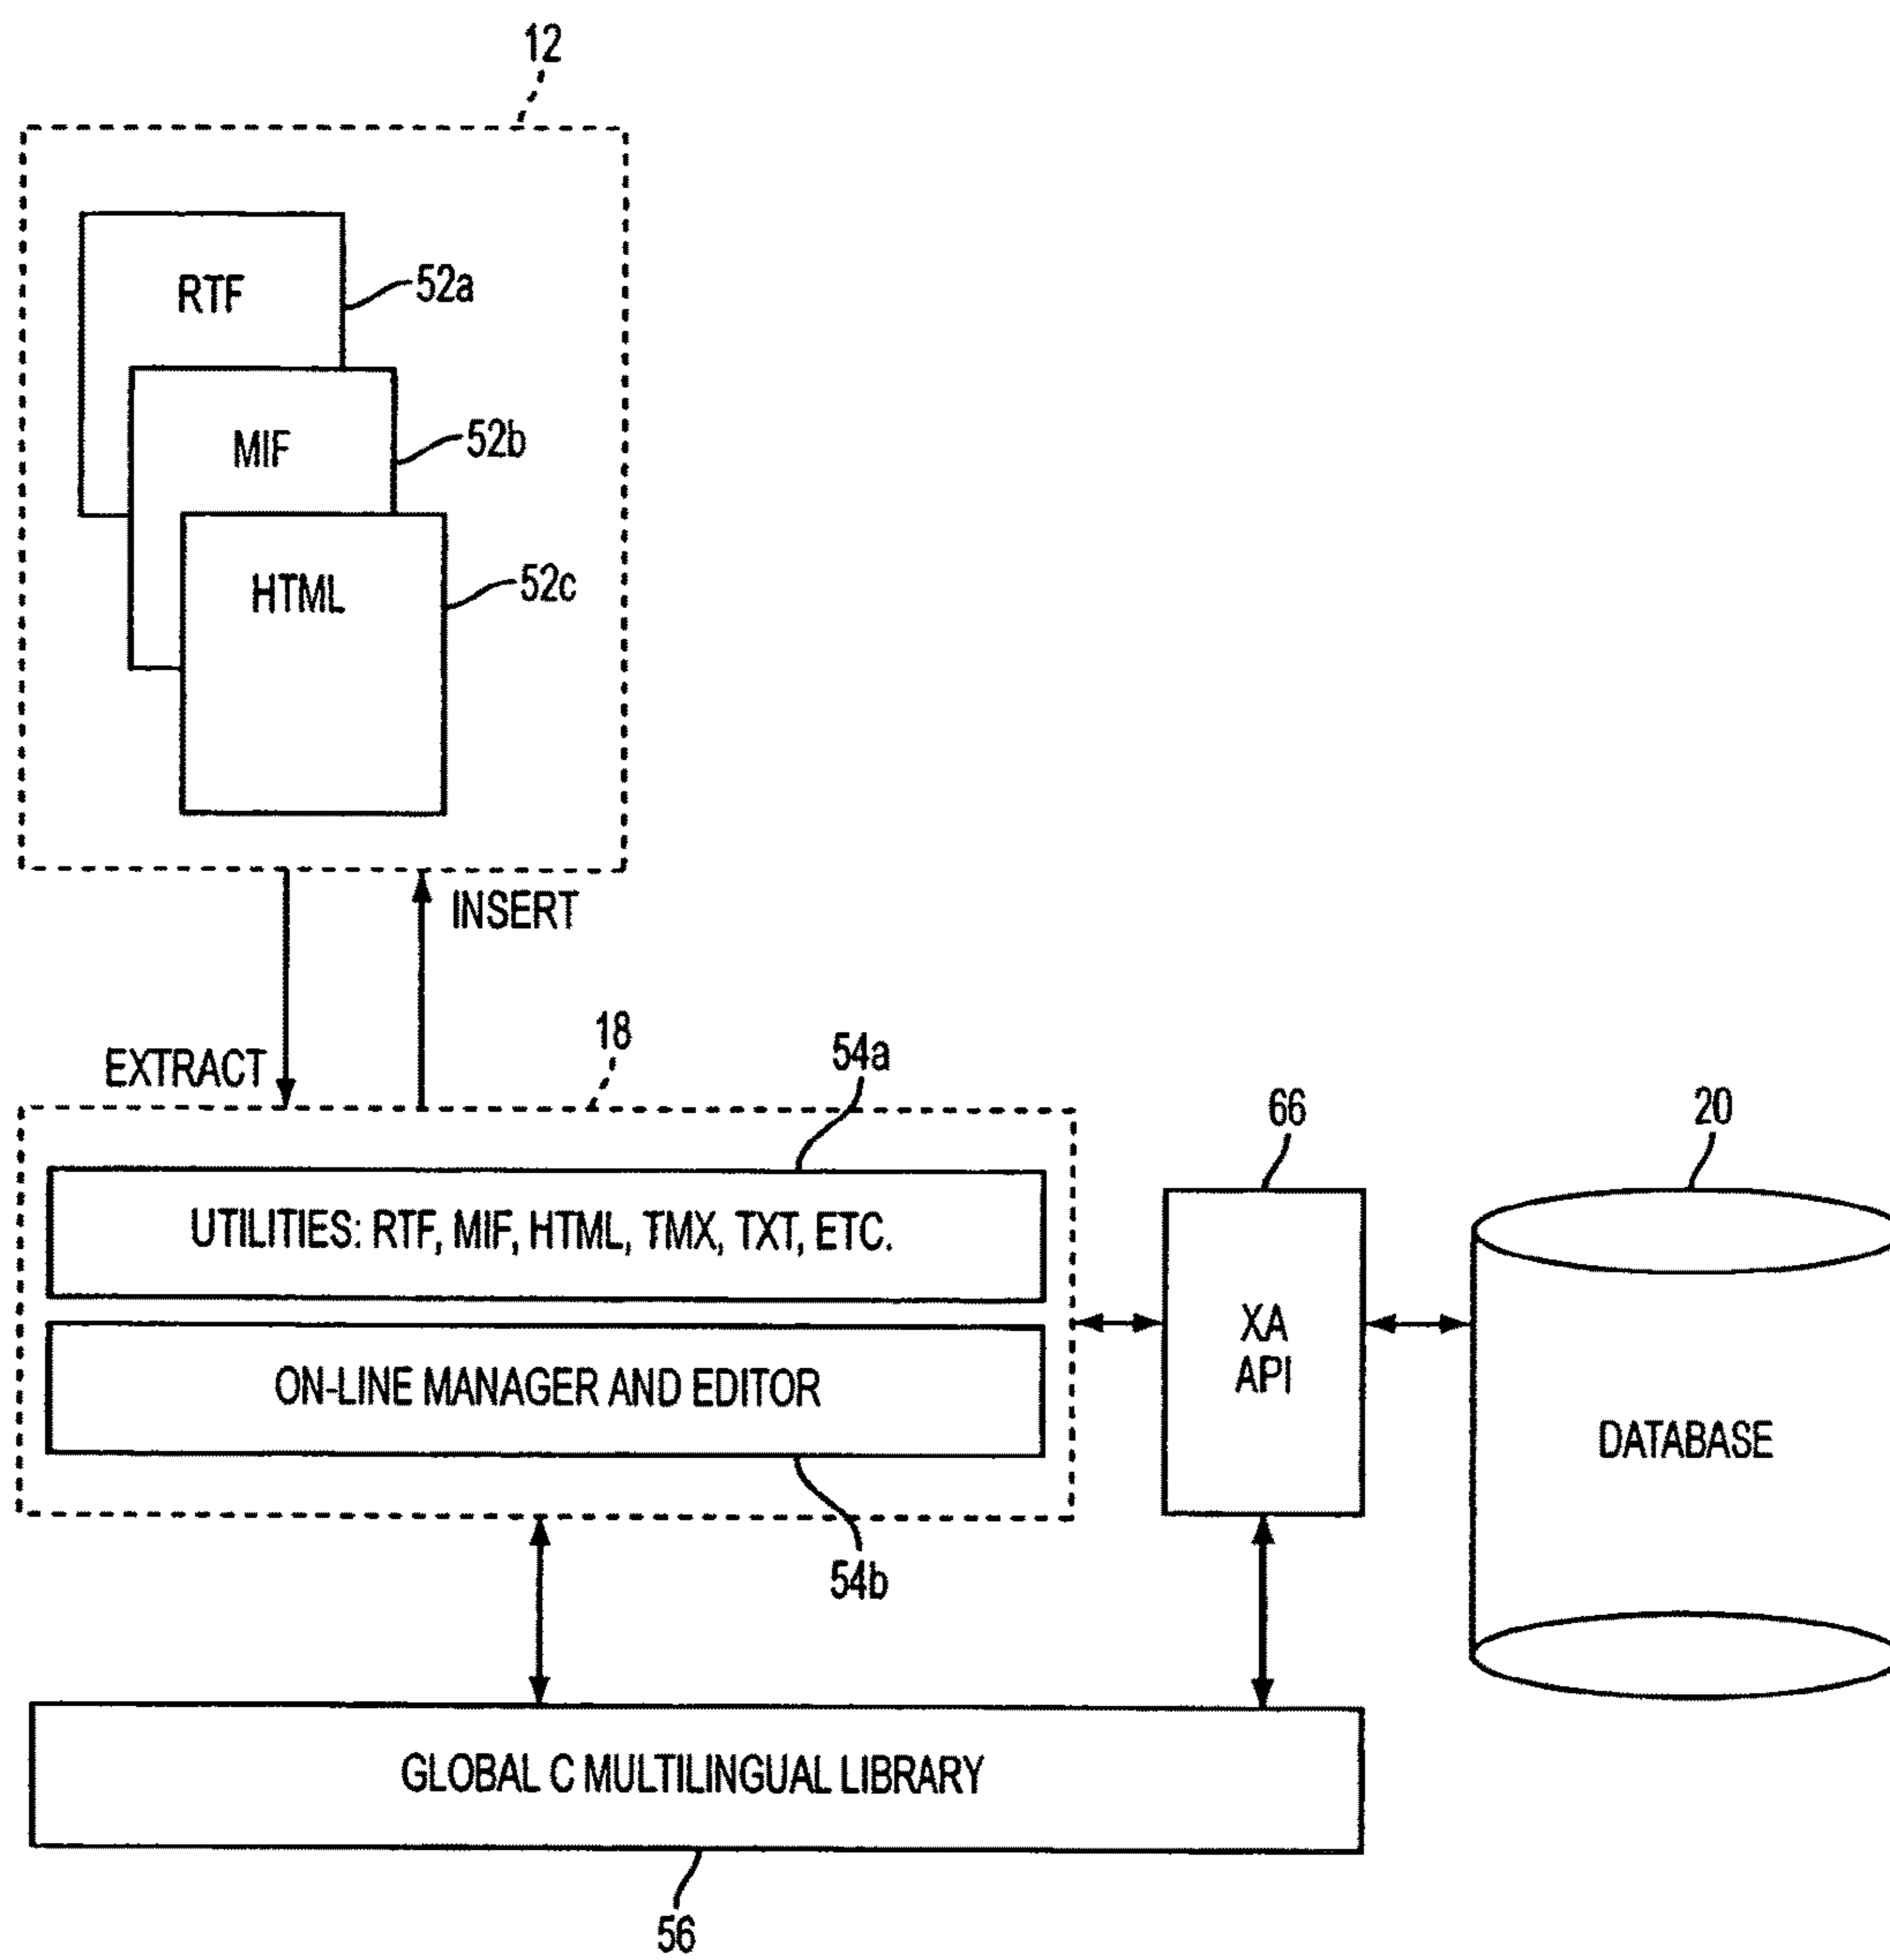 12
RTF
52a
MIF
52b
HTML
52c
INSERT
EXTRACT
18
54a
66
20
UTILITIES: RTF, MIF, HTML, TMX, TXT, ETC.
XA
API
ON-LINE MANAGER AND EDITOR
DATABASE
54b
GLOBAL C MULTILINGUAL LIBRARY
56